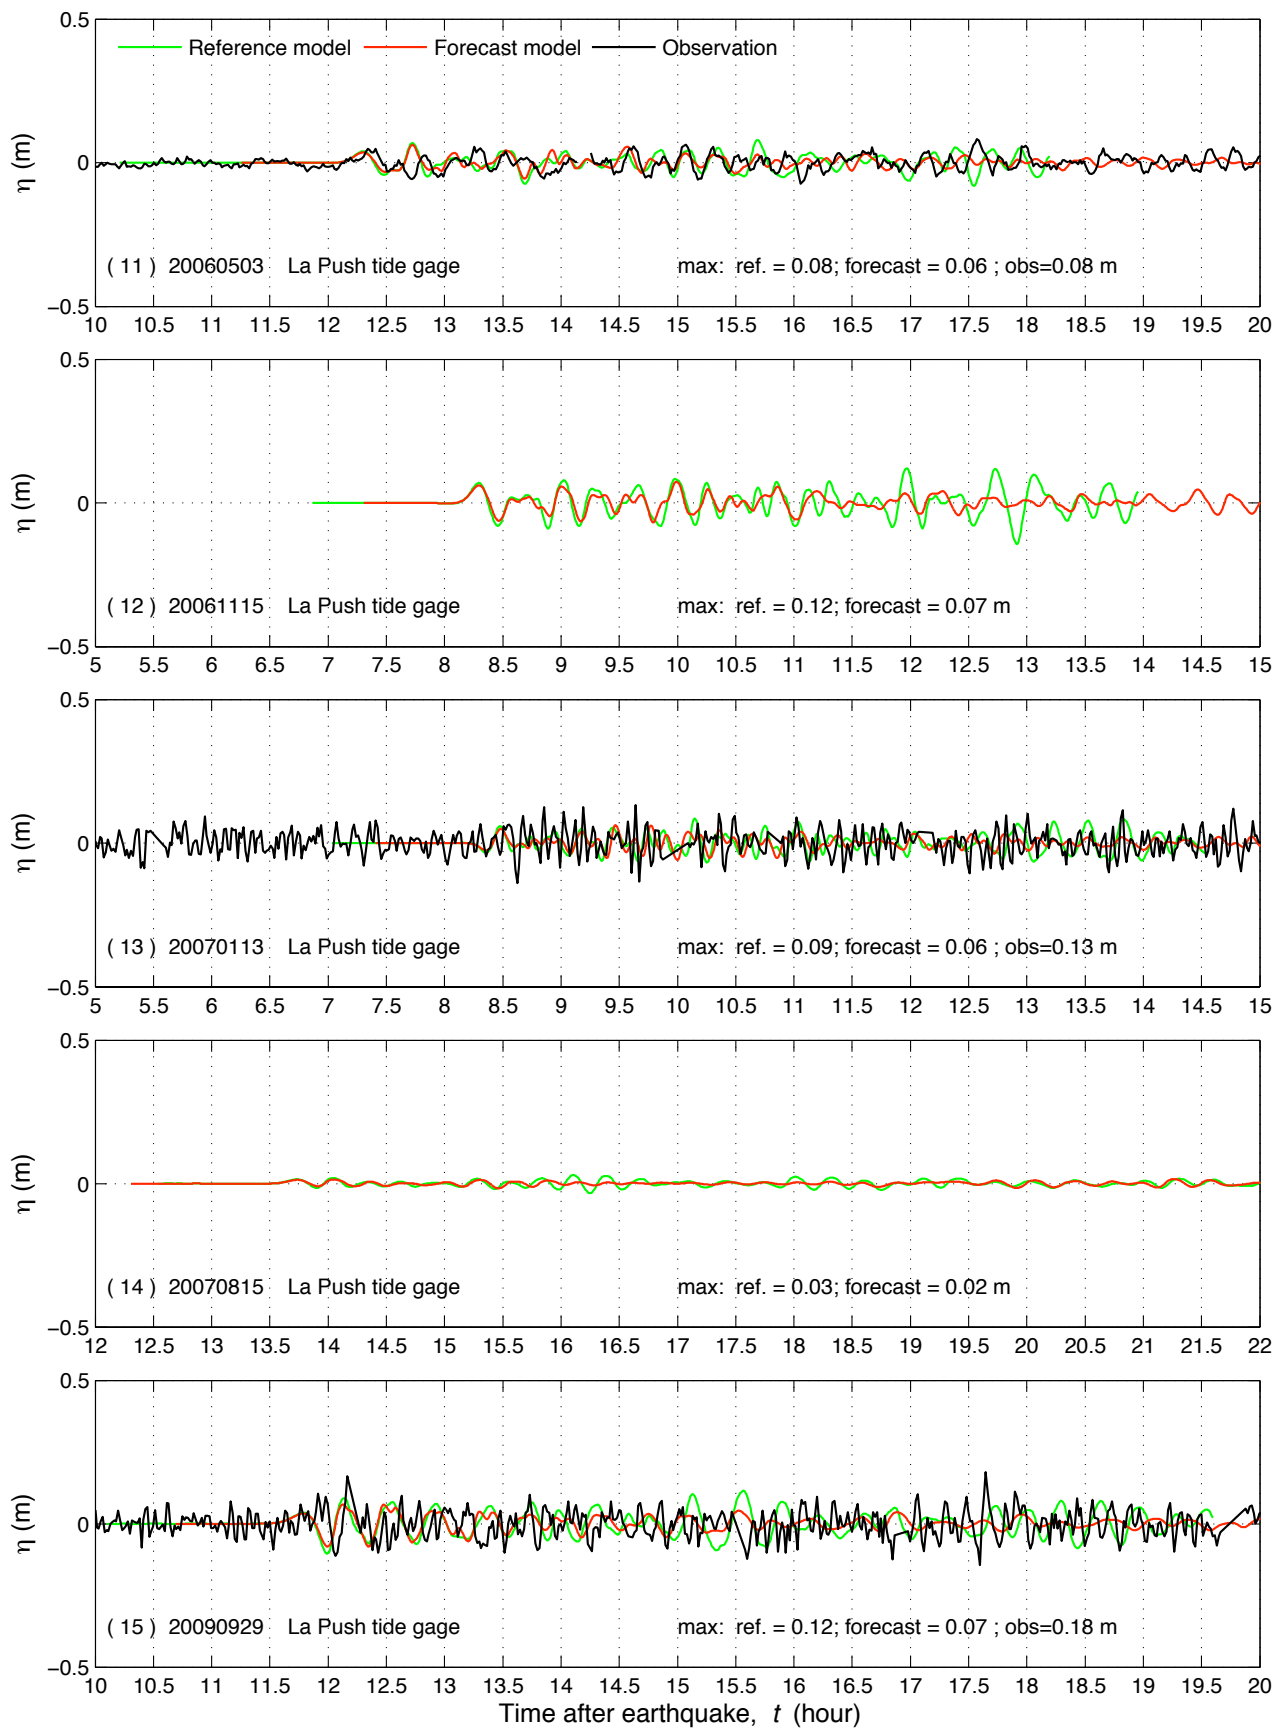 0.5
Reference model Forecast model Observation
η (m)
0
( 11 ) 20060503 La Push tide gage max: ref. = 0.08; forecast = 0.06 ; obs=0.08 m
−0.5
10 10.5 11 11.5 12 12.5 13 13.5 14 14.5 15 15.5 16 16.5 17 17.5 18 18.5 19 19.5 20
0.5
η (m)
0
( 12 ) 20061115 La Push tide gage max: ref. = 0.12; forecast = 0.07 m
−0.5
5 5.5 6 6.5 7 7.5 8 8.5 9 9.5 10 10.5 11 11.5 12 12.5 13 13.5 14 14.5 15
0.5
η (m)
0
( 13 ) 20070113 La Push tide gage max: ref. = 0.09; forecast = 0.06 ; obs=0.13 m
−0.5
5 5.5 6 6.5 7 7.5 8 8.5 9 9.5 10 10.5 11 11.5 12 12.5 13 13.5 14 14.5 15
0.5
η (m)
0
( 14 ) 20070815 La Push tide gage max: ref. = 0.03; forecast = 0.02 m
−0.5
12 12.5 13 13.5 14 14.5 15 15.5 16 16.5 17 17.5 18 18.5 19 19.5 20 20.5 21 21.5 22
0.5
η (m)
0
( 15 ) 20090929 La Push tide gage max: ref. = 0.12; forecast = 0.07 ; obs=0.18 m
−0.5
10 10.5 11 11.5 12 12.5 13 13.5 14 14.5 15 15.5 16 16.5 17 17.5 18 18.5 19 19.5 20
Time after earthquake, t (hour)